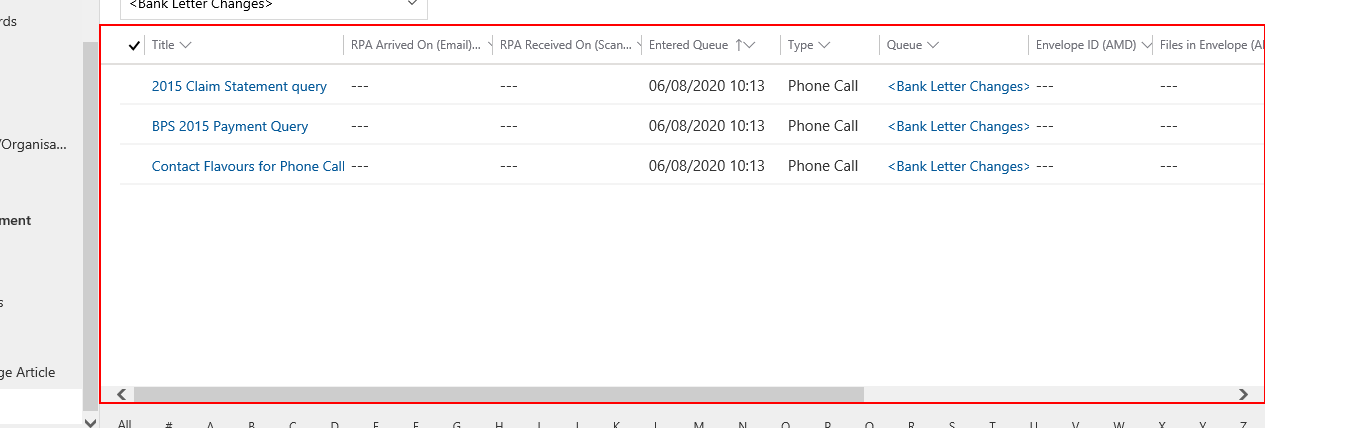 <Bank Letter Changes>
rds
Title RPA Arrived On (Email)... RPA Received On (Scan... Entered Queue Type Queue Envelope ID (AMD) Files in Envelope (A
2015 Claim Statement query --- --- 06/08/2020 10:13 Phone Call <Bank Letter Changes> --- ---
BPS 2015 Payment Query --- --- 06/08/2020 10:13 Phone Call <Bank Letter Changes> --- ---
/Organisa...
Contact Flavours for Phone Call --- --- 06/08/2020 10:13 Phone Call <Bank Letter Changes> --- ---
ment
s
ge Article
All # A B C D E F G H I J K L M N O P Q R S T U V W X Y Z